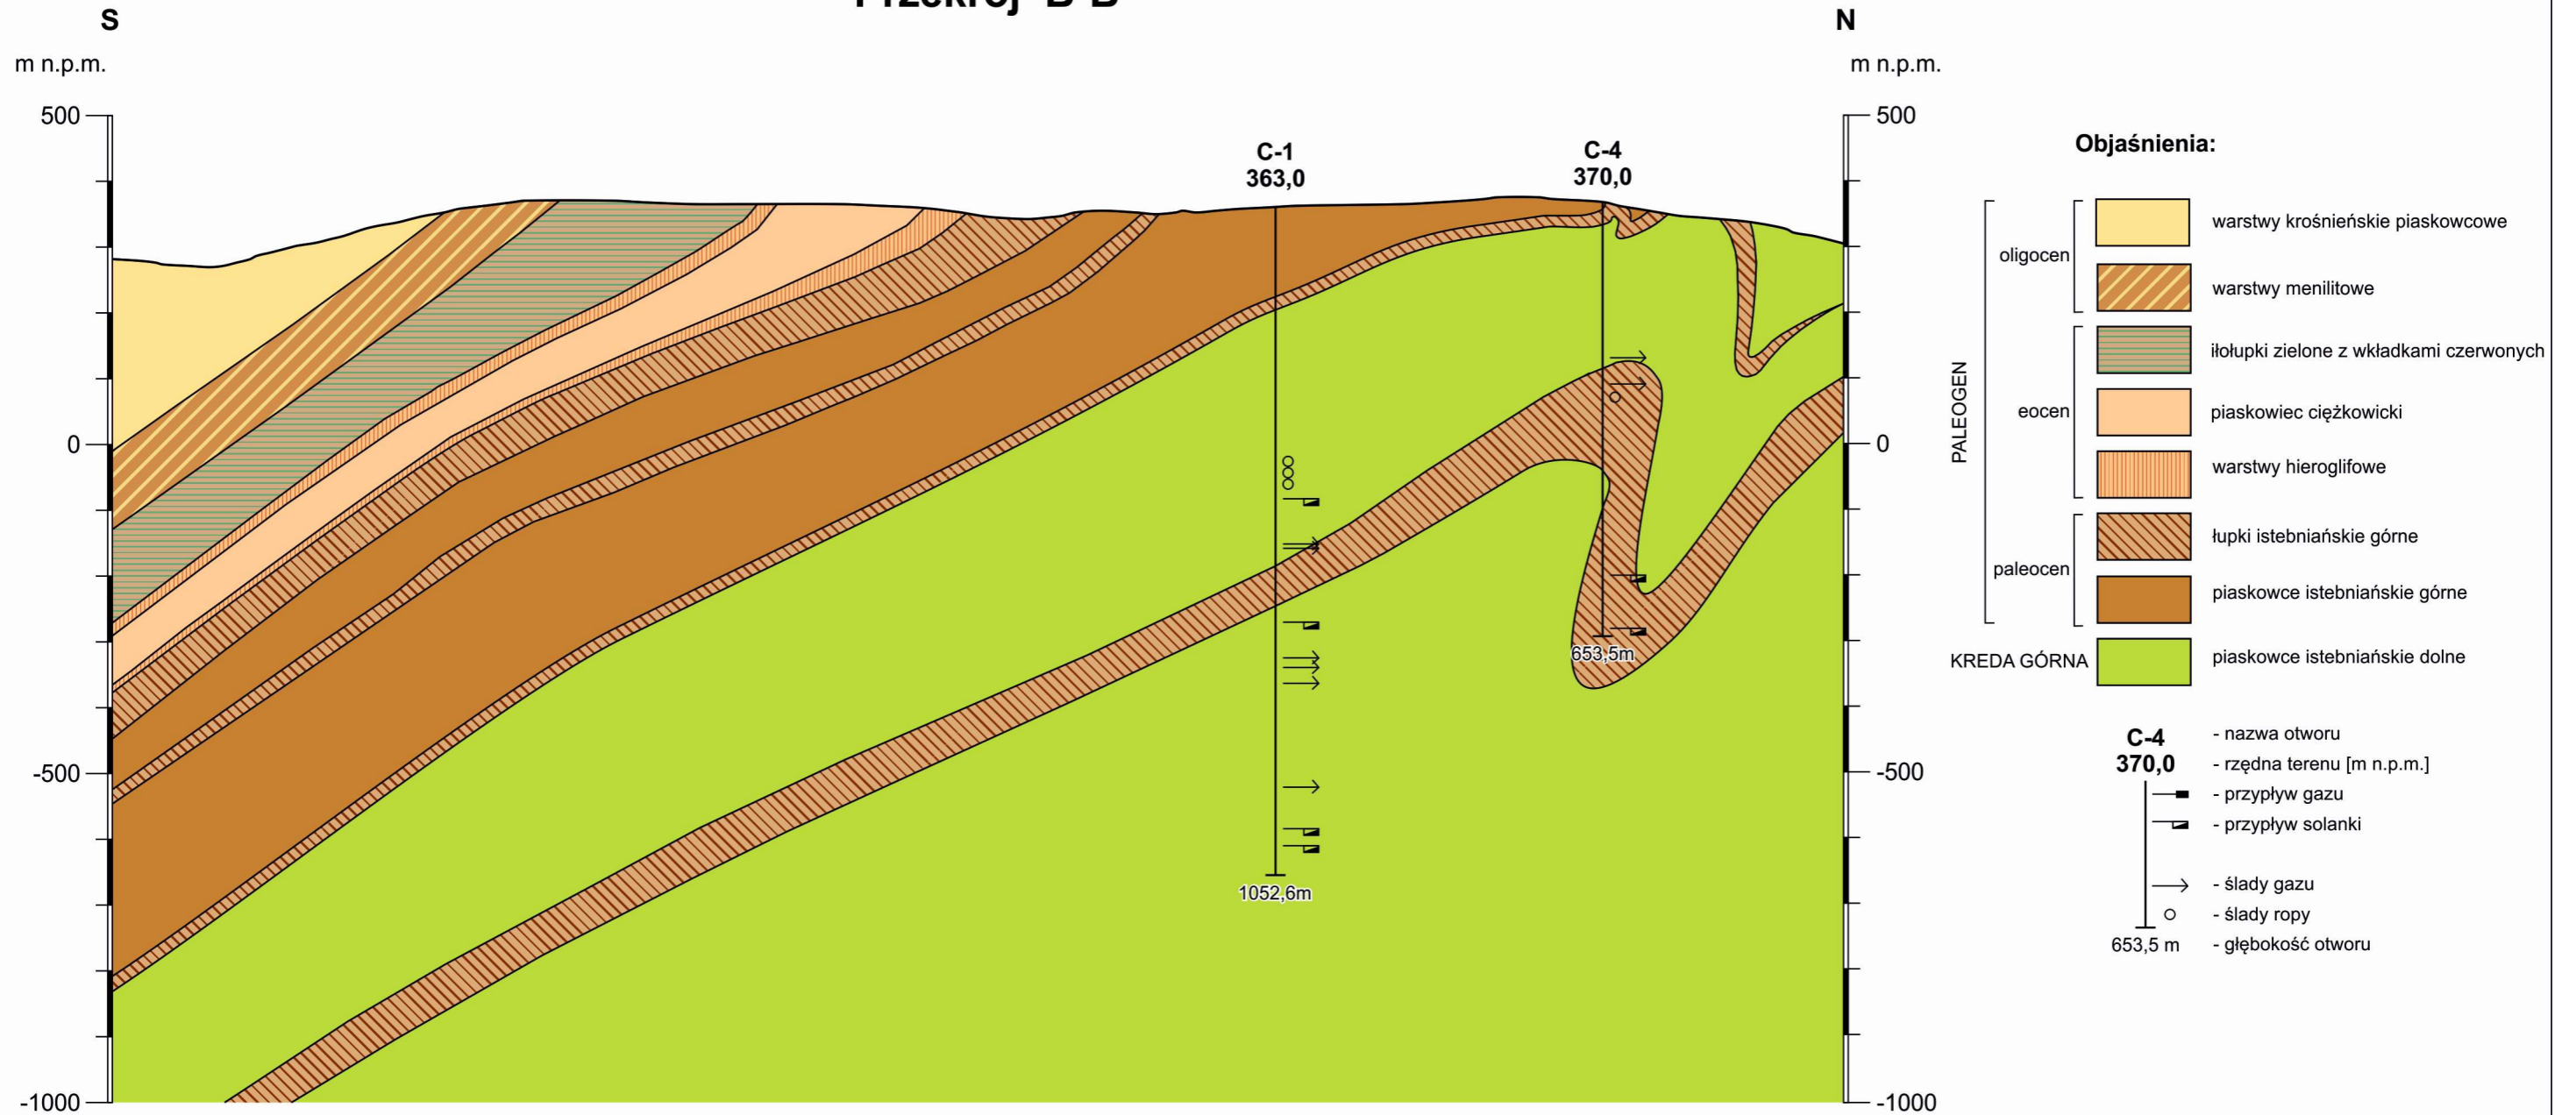 Przekrój B-B
S
N
m n.p.m.
m n.p.m.
500
0
-500
-1000
C-1
363,0
1052,6m
C-4
370,0
653,5m
500
0
-500
-1000
Objaśnienia:
PALEOGEN
oligocen
warstwy krośnieńskie piaskowcowe
warstwy menilitowe
eocen
iłołupki zielone z wkładkami czerwonych
piaskowiec ciężkowicki
warstwy hieroglifowe
paleocen
łupki istebniańskie górne
piaskowce istebniańskie górne
KREDA GÓRNA
piaskowce istebniańskie dolne
C-4 - nazwa otworu
370,0 - rzędna terenu [m n.p.m.]
- przypływ gazu
- przypływ solanki
- ślady gazu
- ślady ropy
653,5 m - głębokość otworu